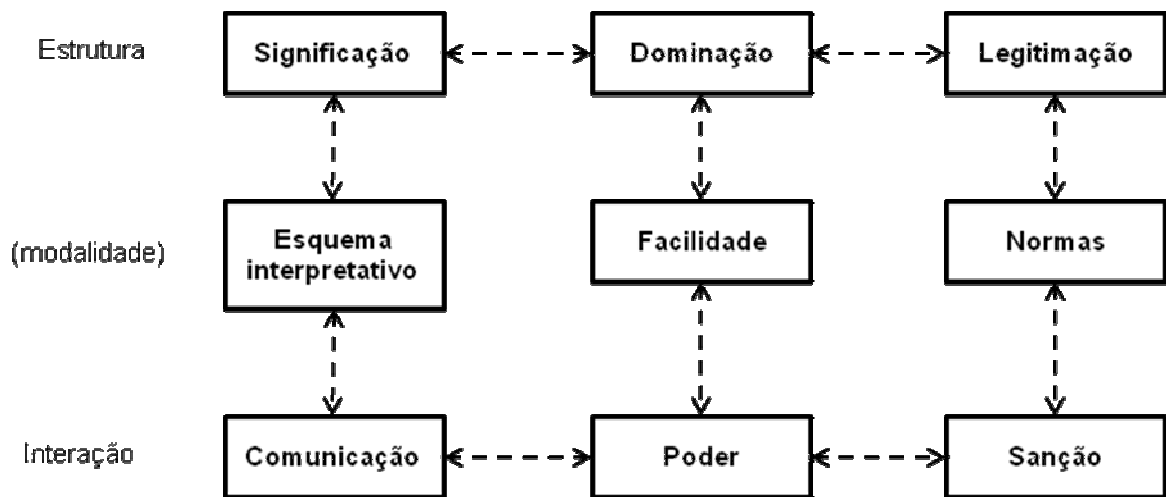 Estrutura
Significação
Dominação
Legitimação
(modalidade)
Esquema
interpretativo
Facilidade
Normas
Interação
Comunicação
Poder
Sanção